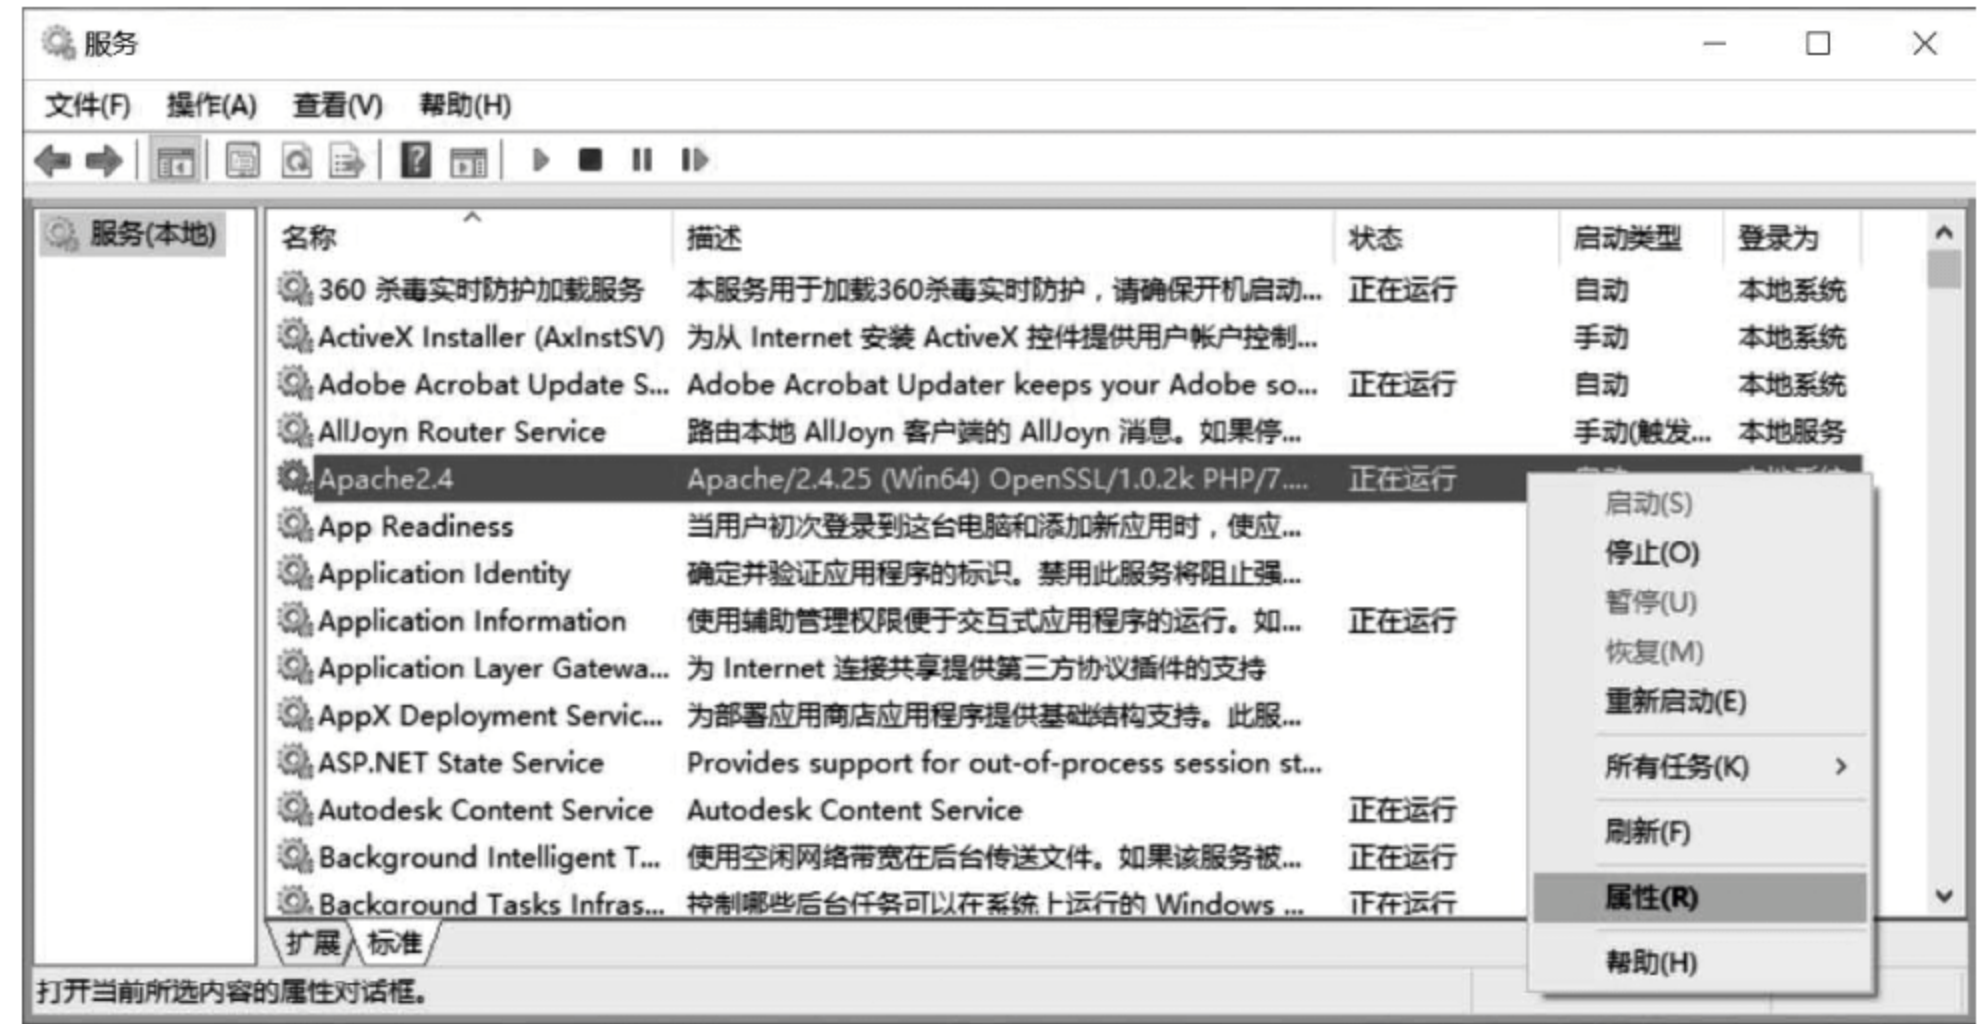 服务
文件(F) 操作(A) 查看(V) 帮助(H)
服务(本地)
名称 描述 状态 启动类型 登录为
360 杀毒实时防护加载服务 本服务用于加载360杀毒实时防护，请确保开机启动... 正在运行 自动 本地系统
ActiveX Installer (AxInstSV) 为从 Internet 安装 ActiveX 控件提供用户帐户控制... 手动 本地系统
Adobe Acrobat Update S... Adobe Acrobat Updater keeps your Adobe so... 正在运行 自动 本地系统
AllJoyn Router Service 路由本地 AllJoyn 客户端的 AllJoyn 消息。如果停... 手动(触发... 本地服务
Apache2.4 Apache/2.4.25 (Win64) OpenSSL/1.0.2k PHP/7.... 正在运行
App Readiness 当用户初次登录到这台电脑和添加新应用时，使应...
Application Identity 确定并验证应用程序的标识。禁用此服务将阻止强...
Application Information 使用辅助管理权限便于交互式应用程序的运行。如... 正在运行
Application Layer Gatewa... 为 Internet 连接共享提供第三方协议插件的支持
AppX Deployment Servic... 为部署应用商店应用程序提供基础结构支持。此服...
ASP.NET State Service Provides support for out-of-process session st...
Autodesk Content Service Autodesk Content Service 正在运行
Background Intelligent T... 使用空闲网络带宽在后台传送文件。如果该服务被... 正在运行
Background Tasks Infras... 控制哪些后台任务可以在系统上运行的 Windows ... 正在运行
启动(S)
停止(O)
暂停(U)
恢复(M)
重新启动(E)
所有任务(K)
刷新(F)
属性(R)
帮助(H)
扩展 标准
打开当前所选内容的属性对话框。